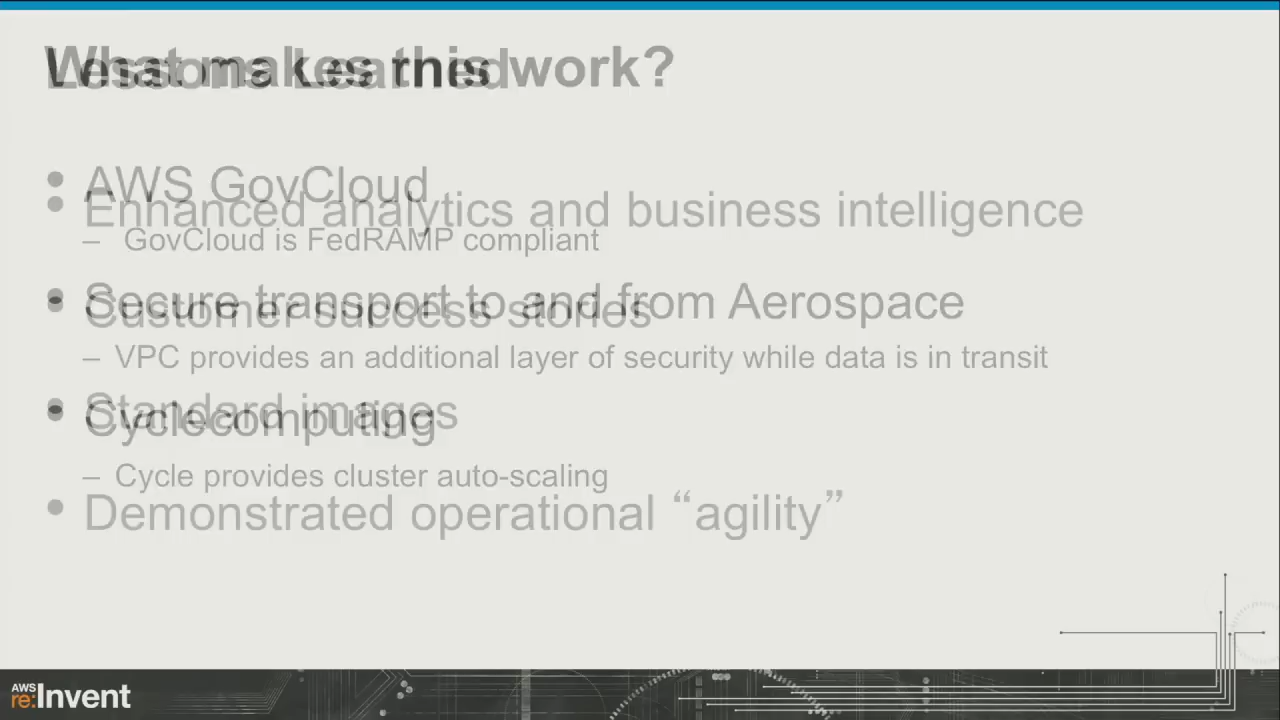 What makes this work?
Lessons Learned
• AWS GovCloud
• Enhanced analytics and business intelligence
– GovCloud is FedRAMP compliant
• Secure transport to and from Aerospace
• Customer success stories
– VPC provides an additional layer of security while data is in transit
• Standard images
• Cyclecomputing
– Cycle provides cluster auto-scaling
• Demonstrated operational “agility”
AWS
re:Invent